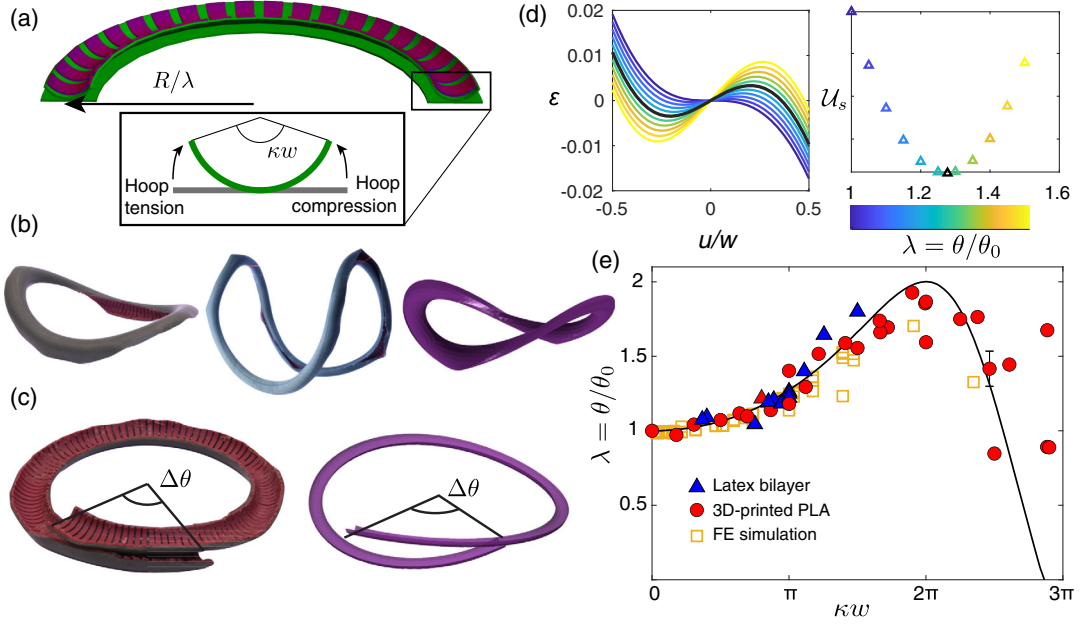 (a)
R/λ
κw
Hoop tension
Hoop compression
(b)
(c)
Δθ
Δθ
(d)
0.02
0.01
0
-0.01
-0.02
ε
-0.5
0
0.5
u/w
𝒰ₛ
1
1.2
1.4
1.6
λ = θ/θ₀
(e)
2
1.5
1
0.5
λ = θ/θ₀
Latex bilayer
3D-printed PLA
FE simulation
0
π
2π
3π
κw